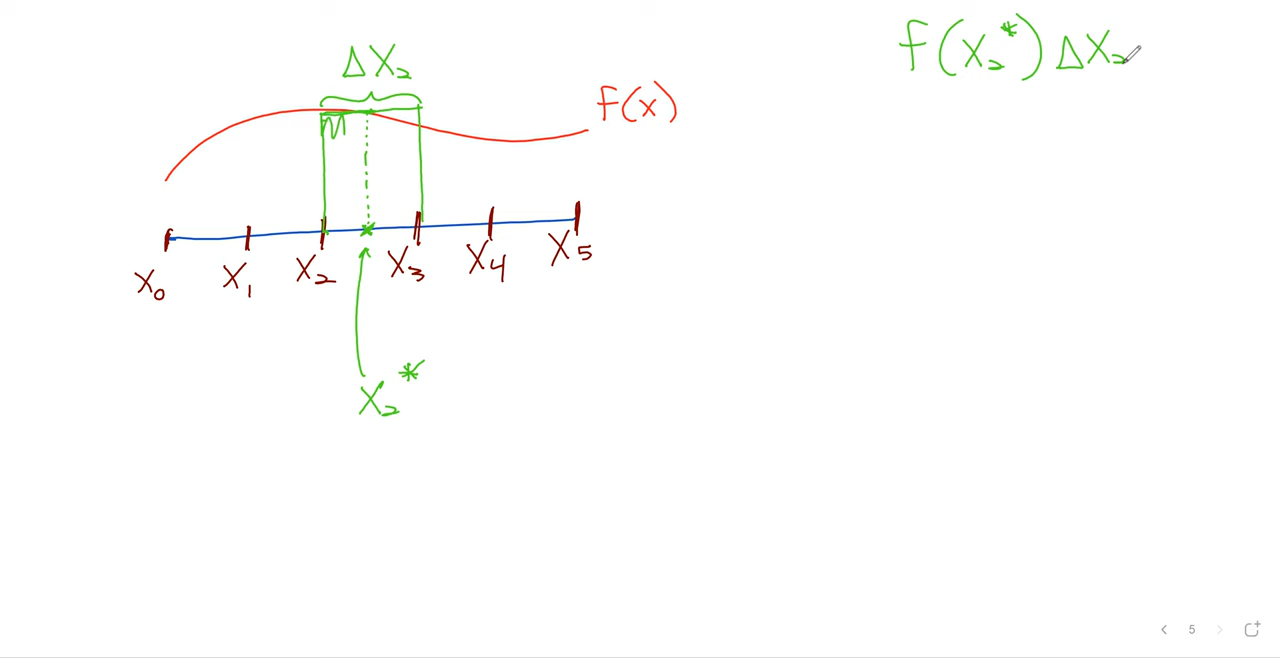 f(x₂*) Δx₂
Δx₂
f(x)
x₀ x₁ x₂ x₃ x₄ x₅
x₂*
5